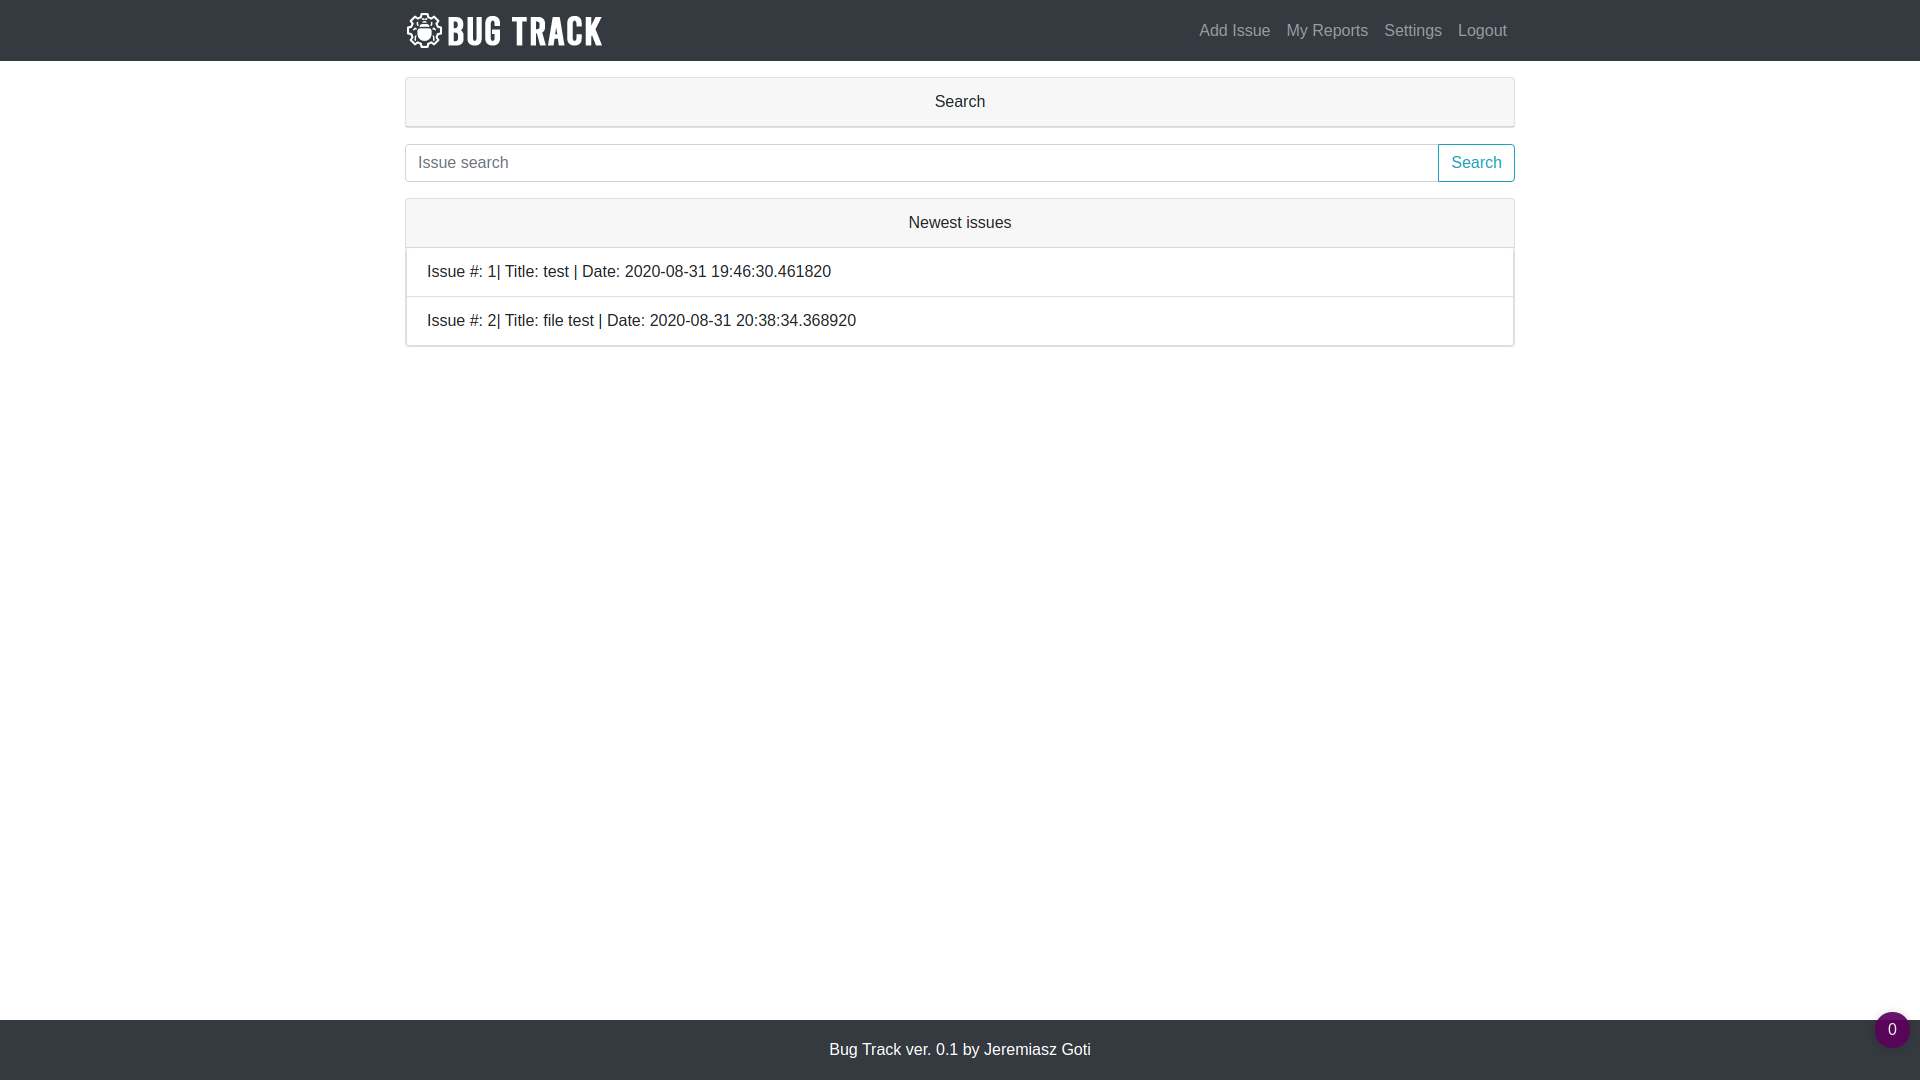 BUG TRACK
Add Issue My Reports Settings Logout
Search
Issue search Search
Newest issues
Issue #: 1| Title: test | Date: 2020-08-31 19:46:30.461820
Issue #: 2| Title: file test | Date: 2020-08-31 20:38:34.368920
0
Bug Track ver. 0.1 by Jeremiasz Goti